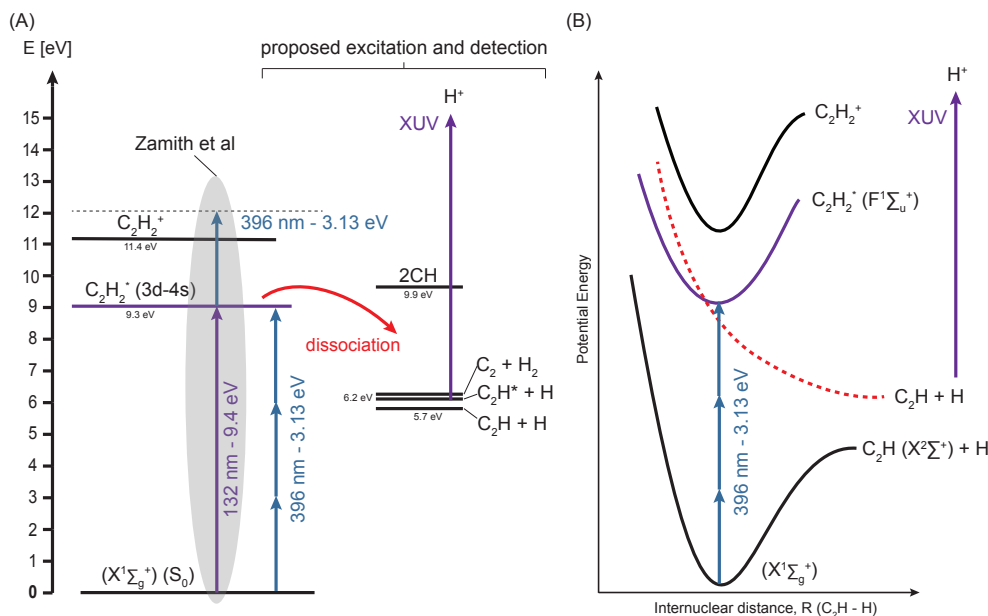 (A)
E [eV]
proposed excitation and detection
H⁺
XUV
15
14
13
12
11
10
9
8
7
6
5
4
3
2
1
0
Zamith et al
396 nm - 3.13 eV
C₂H₂⁺
11.4 eV
C₂H₂* (3d-4s)
9.3 eV
2CH
9.9 eV
dissociation
C₂ + H₂
6.2 eV
C₂H* + H
5.7 eV
C₂H + H
132 nm - 9.4 eV
396 nm - 3.13 eV
(X¹Σg⁺) (S₀)
(B)
H⁺
XUV
C₂H₂⁺
C₂H₂* (F¹Σu⁺)
Potential Energy
C₂H + H
396 nm - 3.13 eV
C₂H (X²Σ⁺) + H
(X¹Σg⁺)
Internuclear distance, R (C₂H - H)